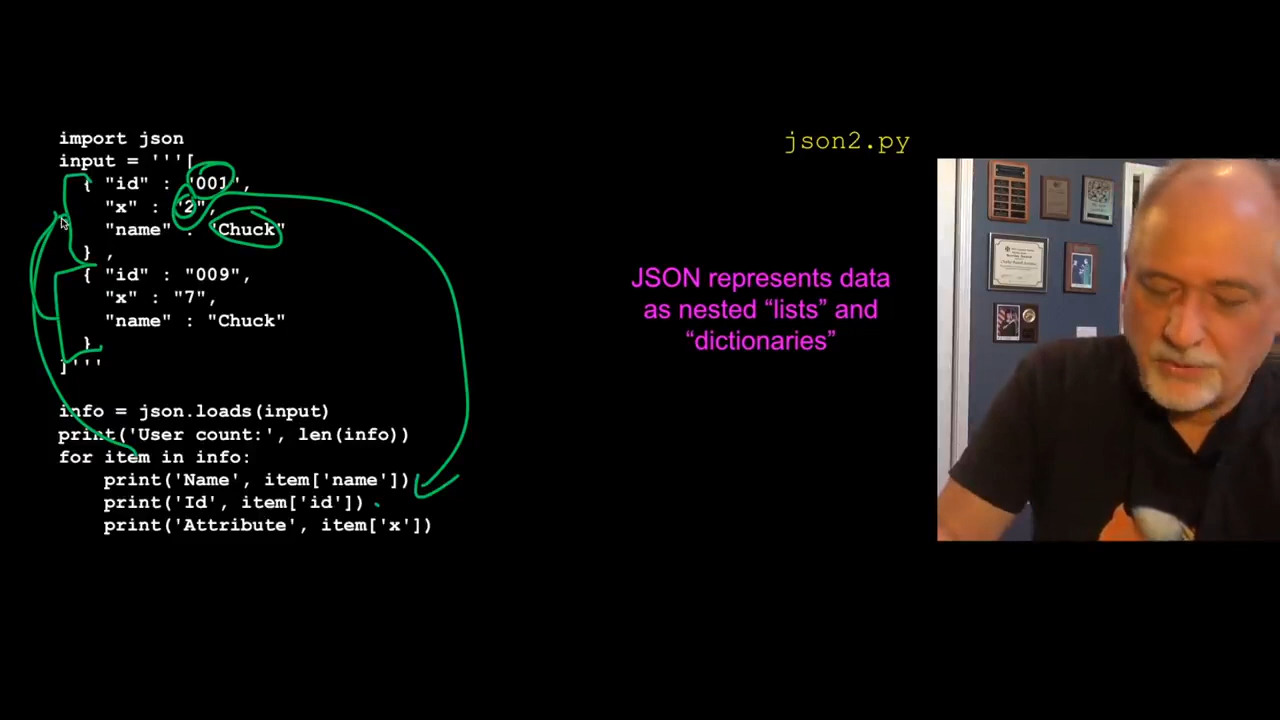 import json
input = '''[
{ "id" : "001",
"x" : "2",
"name" : "Chuck"
} ,
{ "id" : "009",
"x" : "7",
"name" : "Chuck"
}
]'''
info = json.loads(input)
print('User count:', len(info))
for item in info:
print('Name', item['name'])
print('Id', item['id'])
print('Attribute', item['x'])
json2.py
JSON represents data
as nested “lists” and
“dictionaries”